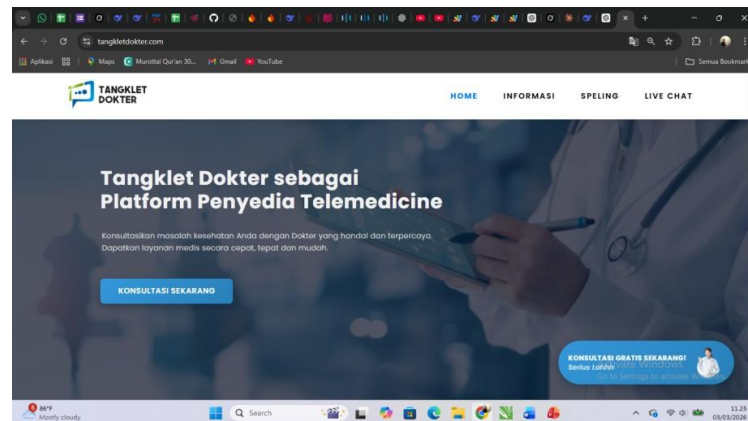 tangkletdokter.com
Aplikasi Maps Murottal Qur'an 30... Gmail YouTube Semua Bookmark
TANGKLET
DOKTER
HOME INFORMASI SPELING LIVE CHAT
Tangklet Dokter sebagai
Platform Penyedia Telemedicine
Konsultasikan masalah kesehatan Anda dengan Dokter yang handal dan terpercaya.
Dapatkan layanan medis secara cepat, tepat dan mudah.
KONSULTASI SEKARANG
KONSULTASI GRATIS SEKARANG!
Serius Lohhh
Activate Windows
Go to Settings to activate
86°F
Mostly cloudy
Search
11.25
03/03/2026